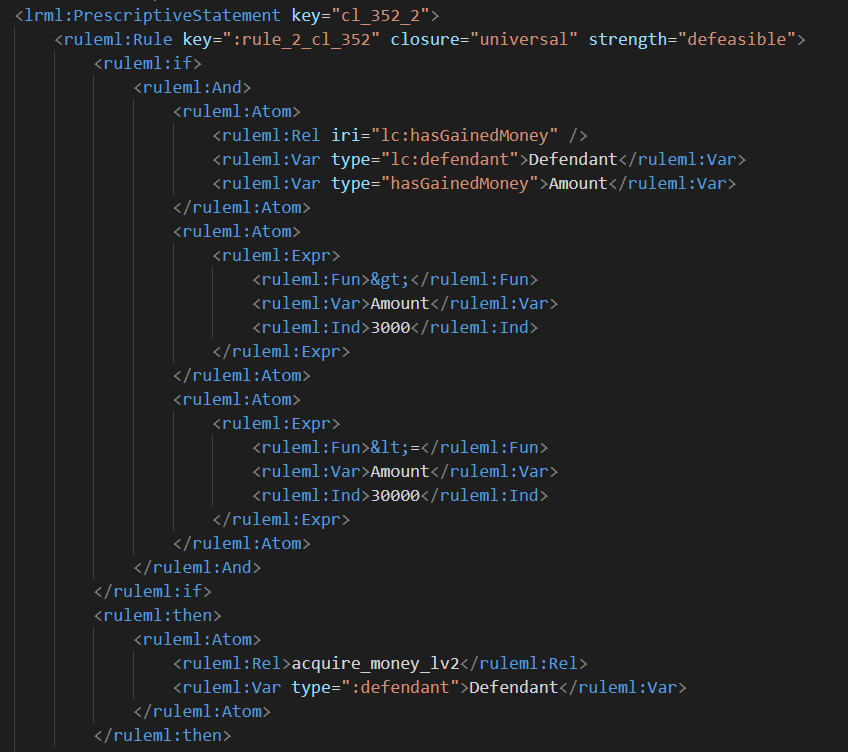 <lrml:PrescriptiveStatement key="cl_352_2">
<ruleml:Rule key=":rule_2_cl_352" closure="universal" strength="defeasible">
<ruleml:if>
<ruleml:And>
<ruleml:Atom>
<ruleml:Rel iri="lc:hasGainedMoney" />
<ruleml:Var type="lc:defendant">Defendant</ruleml:Var>
<ruleml:Var type="hasGainedMoney">Amount</ruleml:Var>
</ruleml:Atom>
<ruleml:Atom>
<ruleml:Expr>
<ruleml:Fun>&gt;</ruleml:Fun>
<ruleml:Var>Amount</ruleml:Var>
<ruleml:Ind>3000</ruleml:Ind>
</ruleml:Expr>
</ruleml:Atom>
<ruleml:Atom>
<ruleml:Expr>
<ruleml:Fun>&lt;=</ruleml:Fun>
<ruleml:Var>Amount</ruleml:Var>
<ruleml:Ind>30000</ruleml:Ind>
</ruleml:Expr>
</ruleml:Atom>
</ruleml:And>
</ruleml:if>
<ruleml:then>
<ruleml:Atom>
<ruleml:Rel>acquire_money_lv2</ruleml:Rel>
<ruleml:Var type=":defendant">Defendant</ruleml:Var>
</ruleml:Atom>
</ruleml:then>